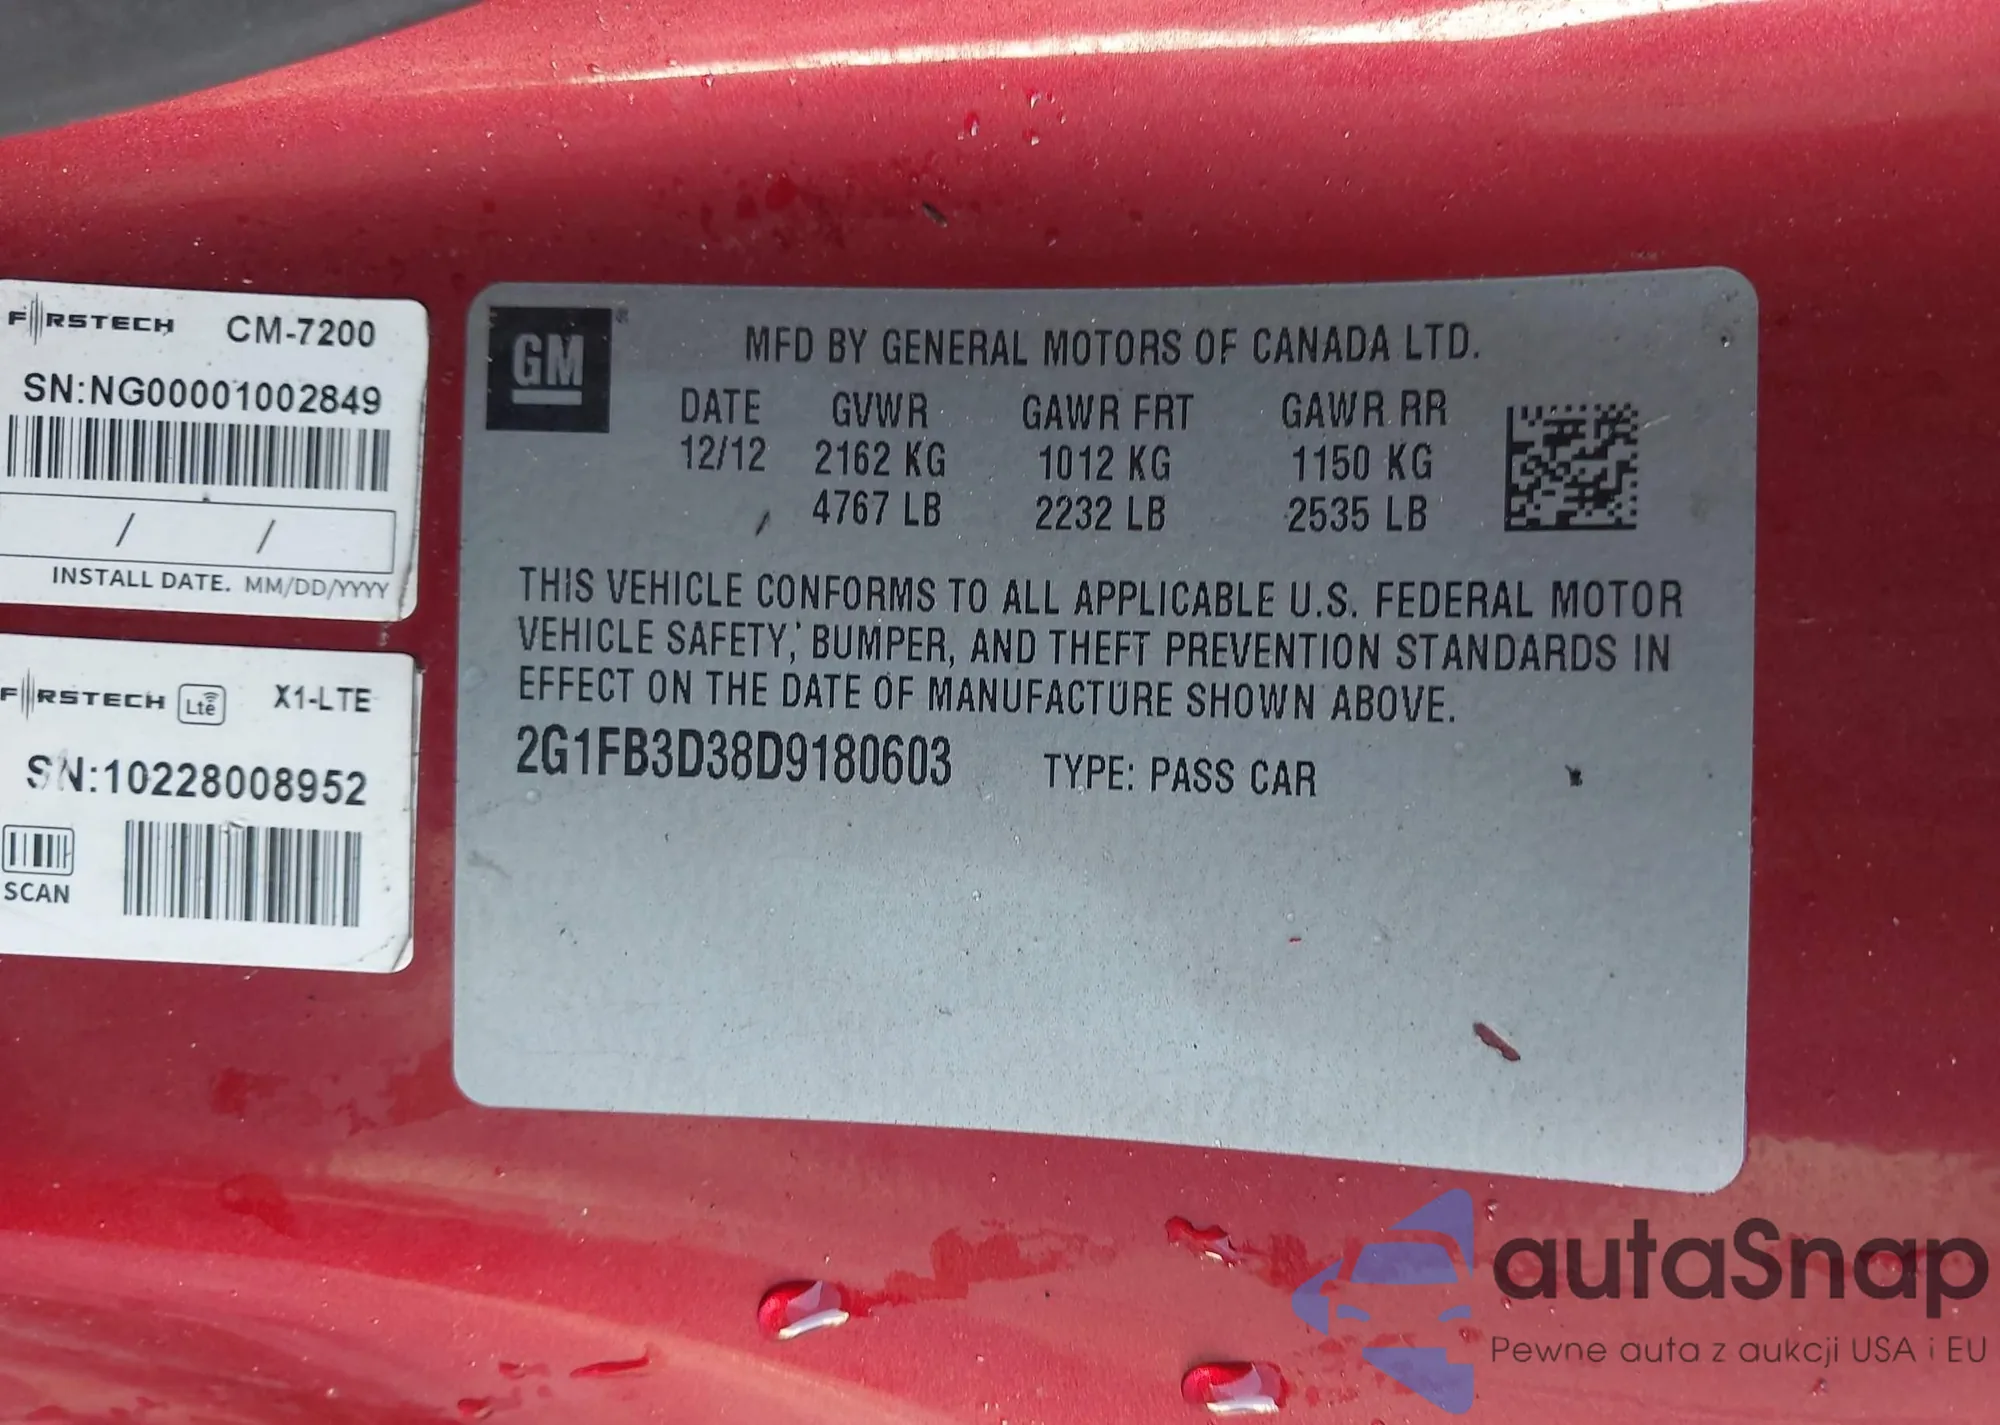 FIRSTECH CM-7200
SN:NG00001002849
/ /
INSTALL DATE. MM/DD/YYYY
FIRSTECH Lte X1-LTE
SN:10228008952
SCAN
GM®
MFD BY GENERAL MOTORS OF CANADA LTD.
DATE GVWR GAWR FRT GAWR RR
12/12 2162 KG 1012 KG 1150 KG
4767 LB 2232 LB 2535 LB
THIS VEHICLE CONFORMS TO ALL APPLICABLE U.S. FEDERAL MOTOR
VEHICLE SAFETY, BUMPER, AND THEFT PREVENTION STANDARDS IN
EFFECT ON THE DATE OF MANUFACTURE SHOWN ABOVE.
2G1FB3D38D9180603 TYPE: PASS CAR
autaSnap
Pewne auta z aukcji USA i EU